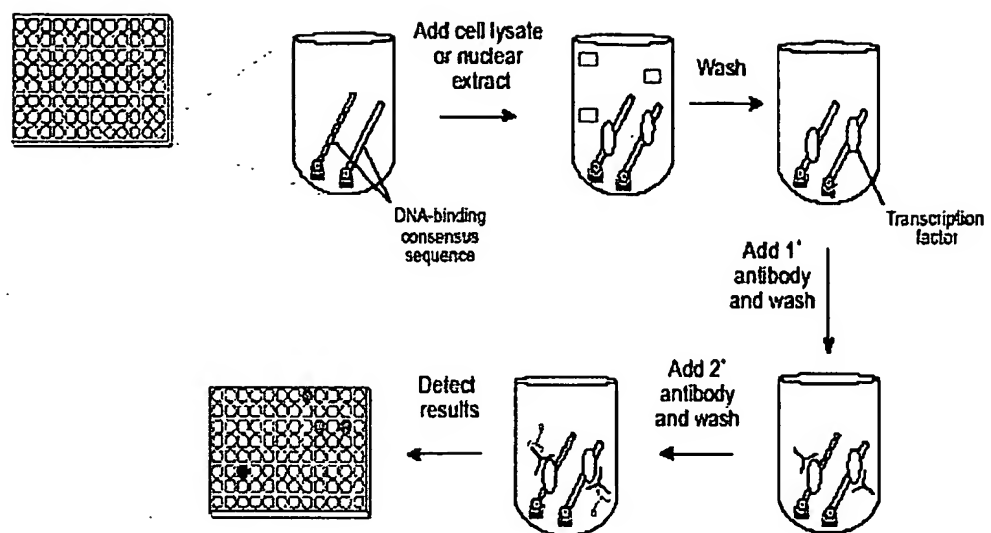 Add cell lysate
or nuclear
extract
Wash
DNA-binding
consensus
sequence
Transcription
factor
Add 1°
antibody
and wash
Add 2°
antibody
and wash
Detect
results